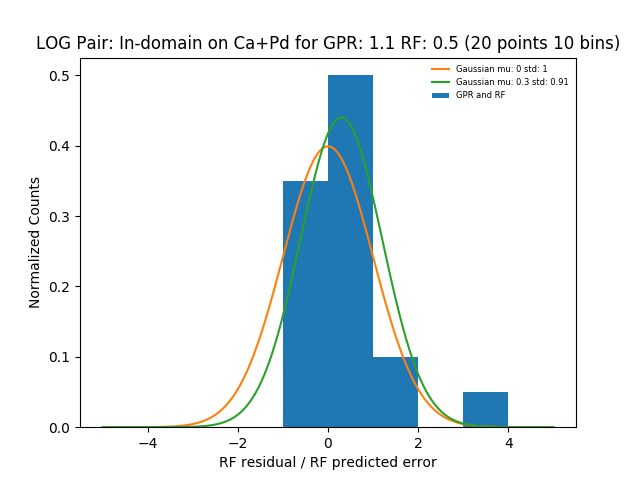 LOG Pair: In-domain on Ca+Pd for GPR: 1.1 RF: 0.5 (20 points 10 bins)
Gaussian mu: 0 std: 1
Gaussian mu: 0.3 std: 0.91
GPR and RF
Normalized Counts
0.5
0.4
0.3
0.2
0.1
0.0
−4 −2 0 2 4
RF residual / RF predicted error